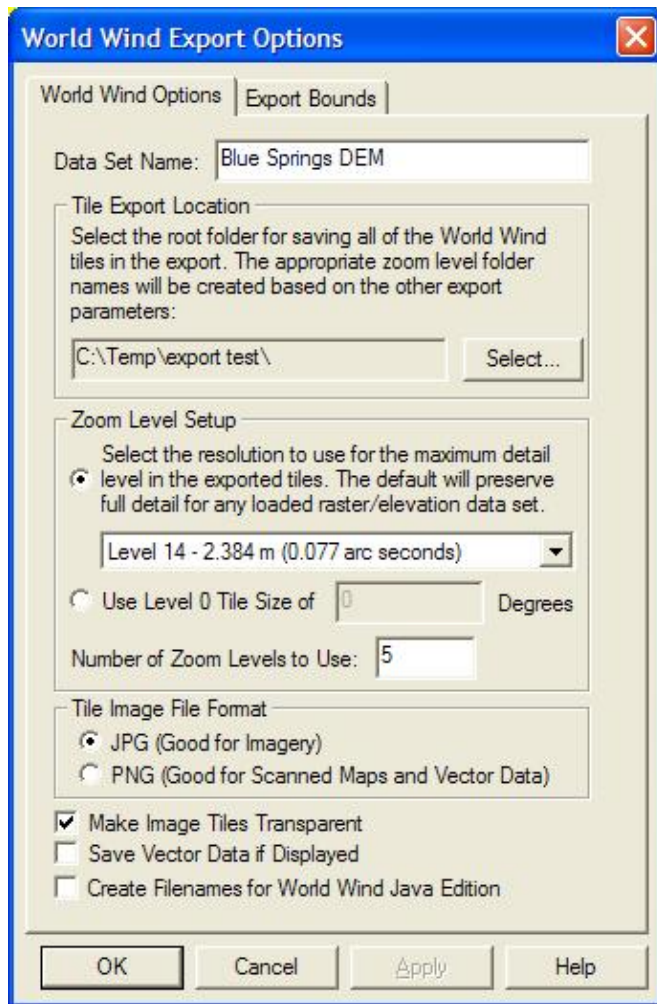 World Wind Export Options
World Wind Options
Export Bounds
Data Set Name:
Blue Springs DEM
Tile Export Location
Select the root folder for saving all of the World Wind
tiles in the export. The appropriate zoom level folder
names will be created based on the other export
parameters:
C:\Temp\export test\
Select...
Zoom Level Setup
Select the resolution to use for the maximum detail
level in the exported tiles. The default will preserve
full detail for any loaded raster/elevation data set.
Level 14 - 2.384 m (0.077 arc seconds)
Use Level 0 Tile Size of
0
Degrees
Number of Zoom Levels to Use:
5
Tile Image File Format
JPG (Good for Imagery)
PNG (Good for Scanned Maps and Vector Data)
Make Image Tiles Transparent
Save Vector Data if Displayed
Create Filenames for World Wind Java Edition
OK
Cancel
Apply
Help